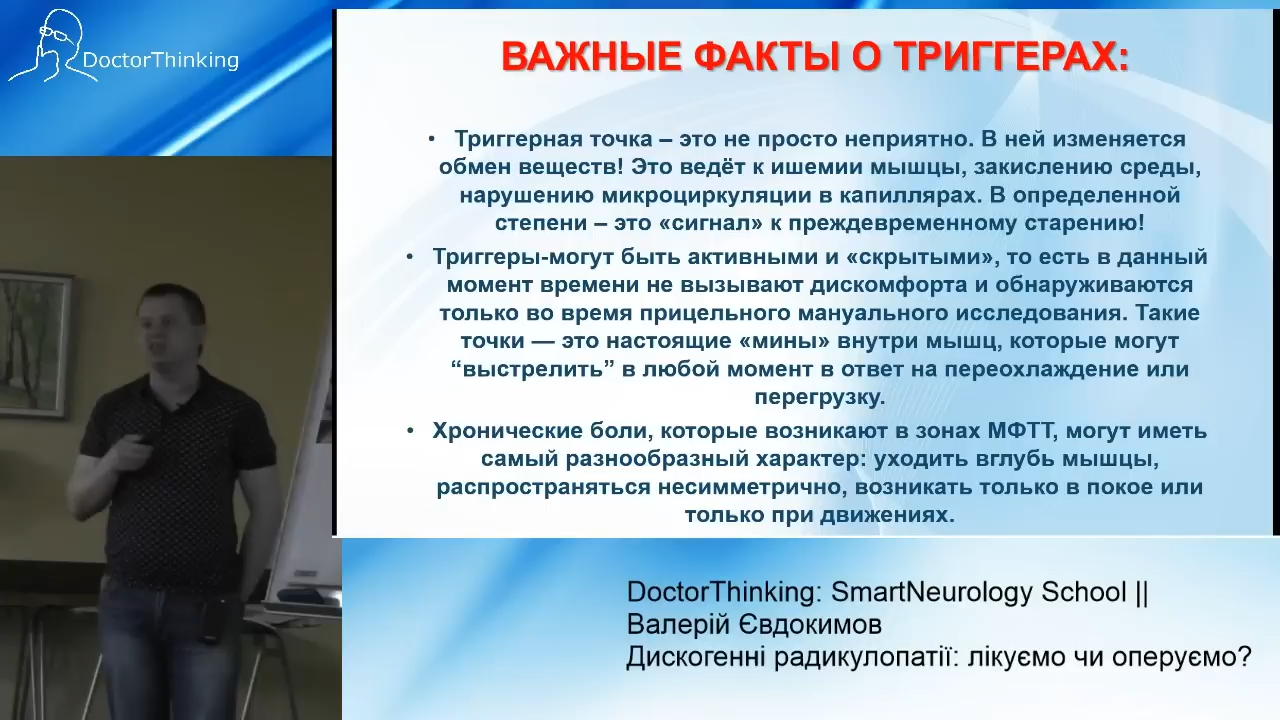 DoctorThinking
ВАЖНЫЕ ФАКТЫ О ТРИГГЕРАХ:
• Триггерная точка – это не просто неприятно. В ней изменяется
обмен веществ! Это ведёт к ишемии мышцы, закислению среды,
нарушению микроциркуляции в капиллярах. В определенной
степени – это «сигнал» к преждевременному старению!
• Триггеры-могут быть активными и «скрытыми», то есть в данный
момент времени не вызывают дискомфорта и обнаруживаются
только во время прицельного мануального исследования. Такие
точки — это настоящие «мины» внутри мышц, которые могут
“выстрелить” в любой момент в ответ на переохлаждение или
перегрузку.
• Хронические боли, которые возникают в зонах МФТТ, могут иметь
самый разнообразный характер: уходить вглубь мышцы,
распространяться несимметрично, возникать только в покое или
только при движениях.
DoctorThinking: SmartNeurology School ||
Валерій Євдокимов
Дискогенні радикулопатії: лікуємо чи оперуємо?